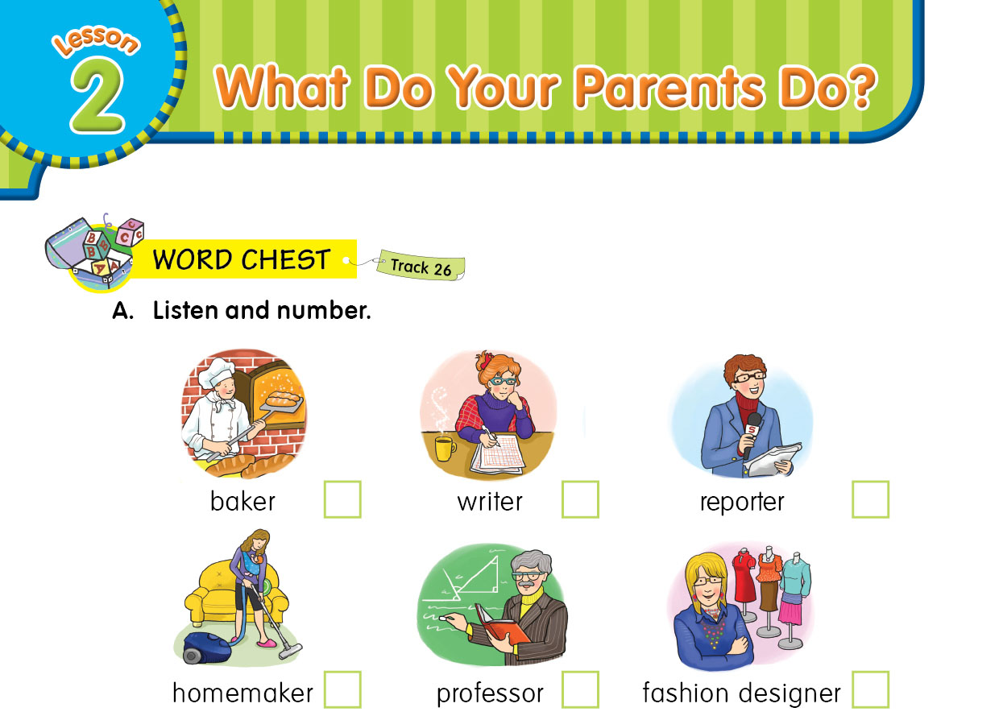 Lesson
2
What Do Your Parents Do?
B
B
B
A
A
C
C
C
WORD CHEST
Track 26
A. Listen and number.
S
baker
writer
reporter
homemaker
professor
fashion designer